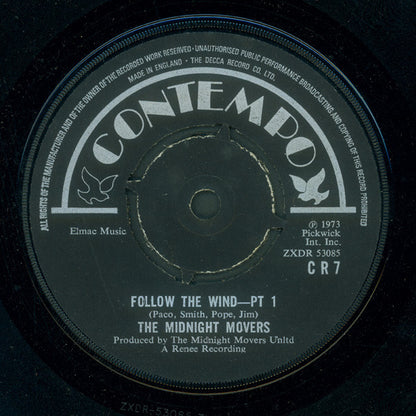 ALL RIGHTS OF THE MANUFACTURER AND OF THE OWNER OF THE RECORDED WORK RESERVED·UNAUTHORISED PUBLIC PERFORMANCE BROADCASTING AND COPYING OF THIS RECORD PROHIBITED
MADE IN ENGLAND · THE DECCA RECORD CO. LTD.
CONTEMPO
Elmac Music
℗ 1973
Pickwick
Int. Inc.
ZXDR 53085
CR7
FOLLOW THE WIND—PT 1
(Paco, Smith, Pope, Jim)
THE MIDNIGHT MOVERS
Produced by The Midnight Movers Unltd
A Renee Recording
ZXDR-53085